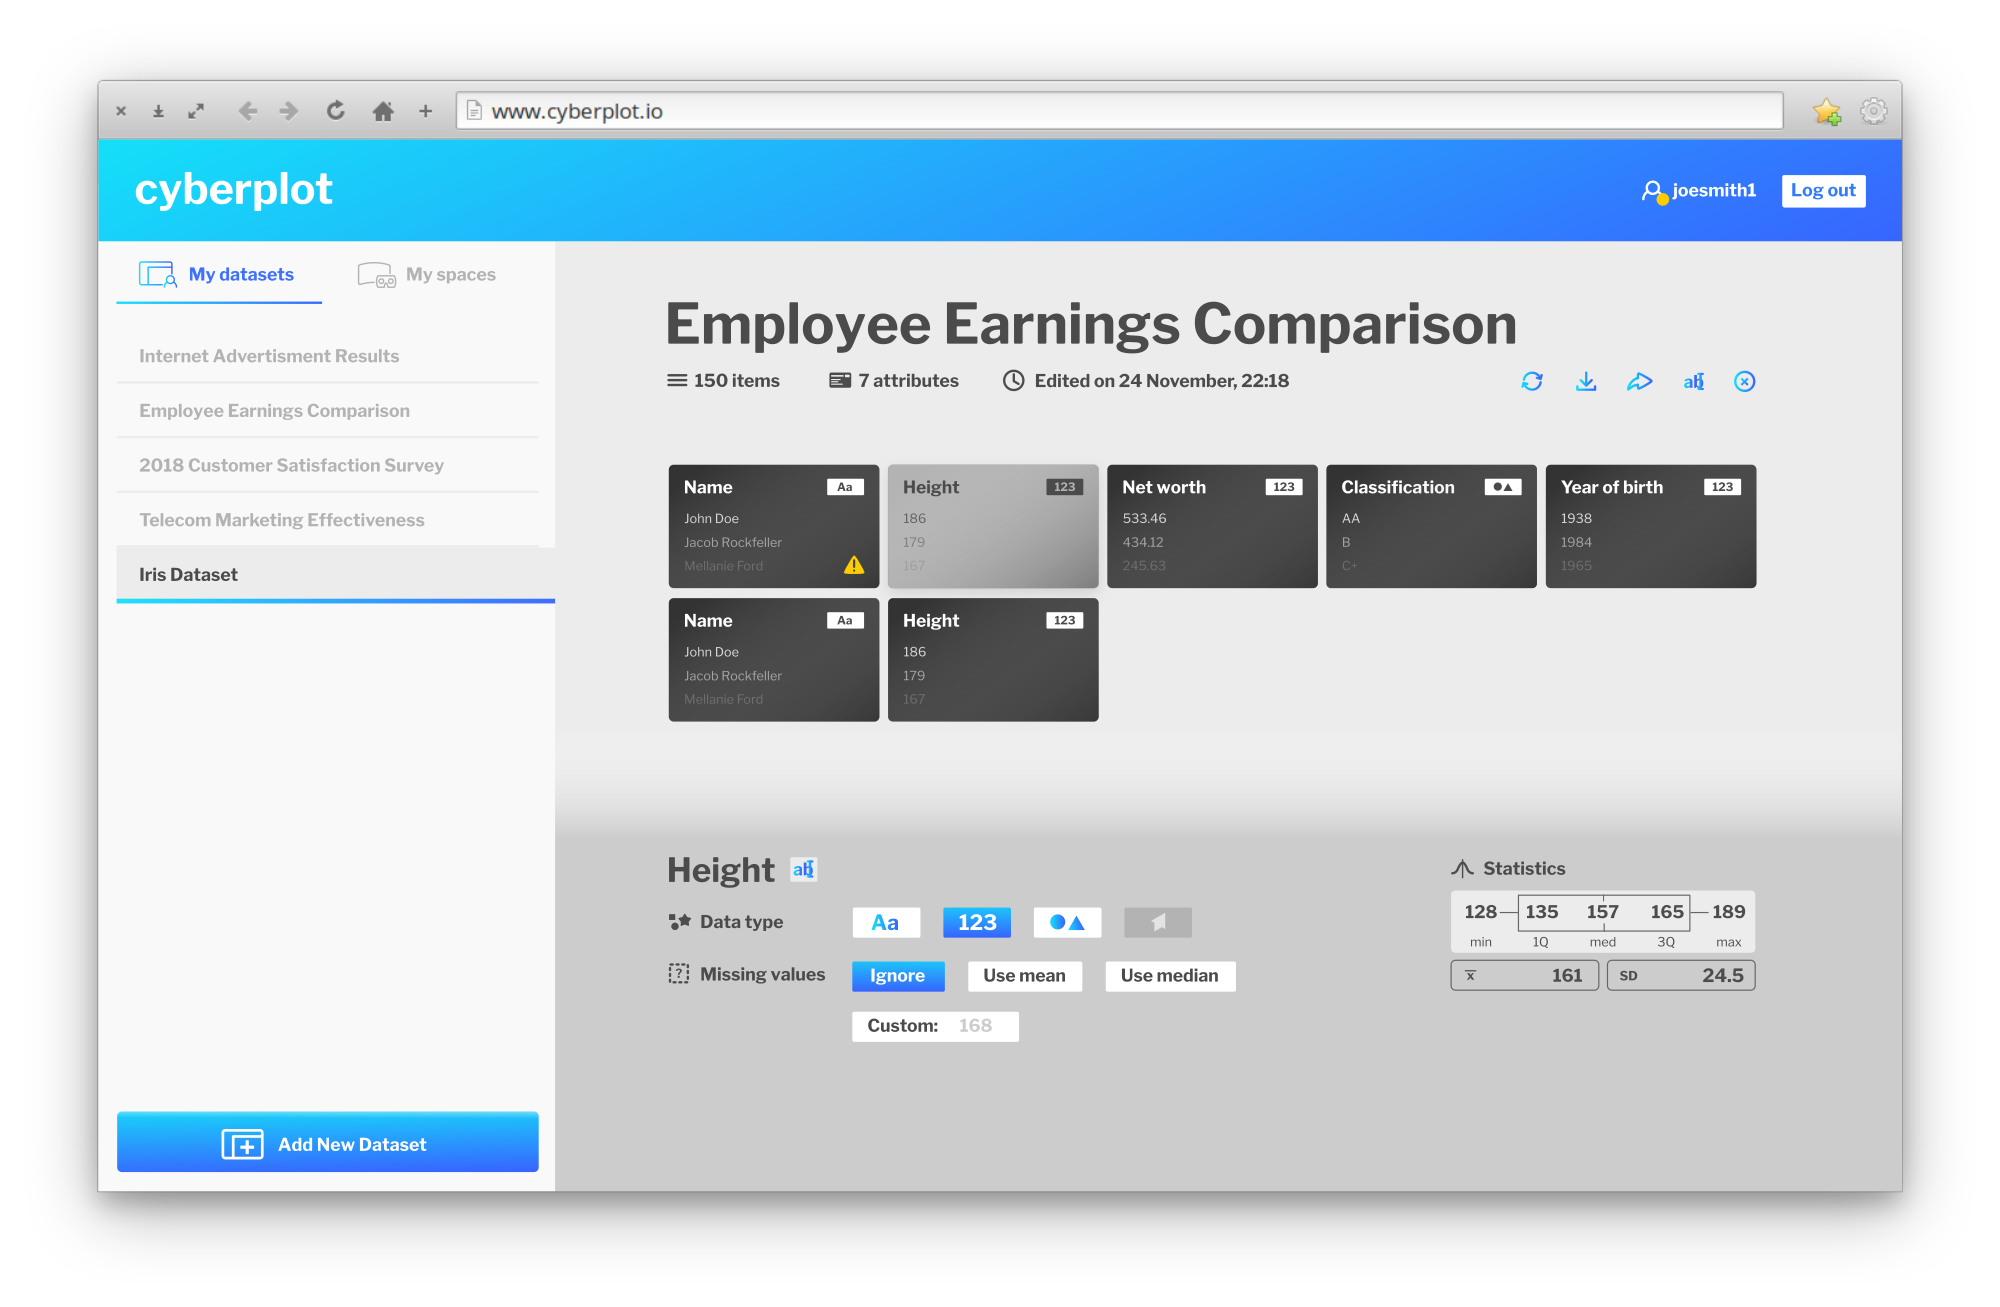 www.cyberplot.io
cyberplot
joesmith1
Log out
My datasets
My spaces
Internet Advertisment Results
Employee Earnings Comparison
2018 Customer Satisfaction Survey
Telecom Marketing Effectiveness
Iris Dataset
Add New Dataset
Employee Earnings Comparison
150 items
7 attributes
Edited on 24 November, 22:18
ab
Name
Aa
John Doe
Jacob Rockfeller
Mellanie Ford
Height
123
186
179
167
Net worth
123
533.46
434.12
245.63
Classification
AA
B
C+
Year of birth
123
1938
1984
1965
Name
Aa
John Doe
Jacob Rockfeller
Mellanie Ford
Height
123
186
179
167
Height
ab
Data type
Aa
123
? Missing values
Ignore
Use mean
Use median
Custom: 168
Statistics
128 135 157 165 189
min 1Q med 3Q max
x̅ 161
SD 24.5